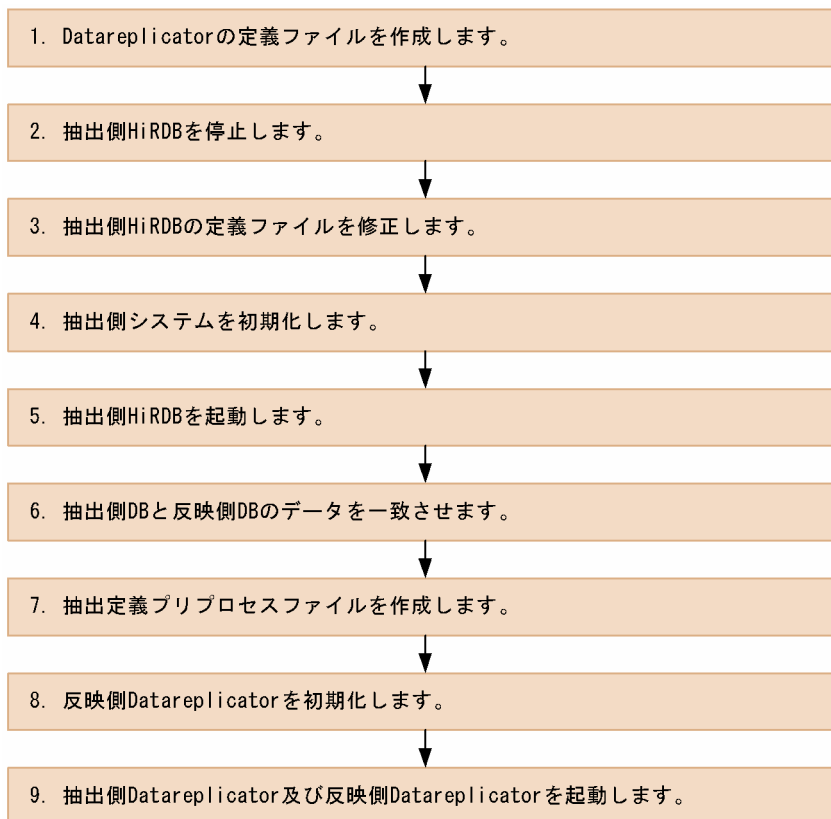 1. Datareplicatorの定義ファイルを作成します。
2. 抽出側HiRDBを停止します。
3. 抽出側HiRDBの定義ファイルを修正します。
4. 抽出側システムを初期化します。
5. 抽出側HiRDBを起動します。
6. 抽出側DBと反映側DBのデータを一致させます。
7. 抽出定義プリプロセスファイルを作成します。
8. 反映側Datareplicatorを初期化します。
9. 抽出側Datareplicator及び反映側Datareplicatorを起動します。